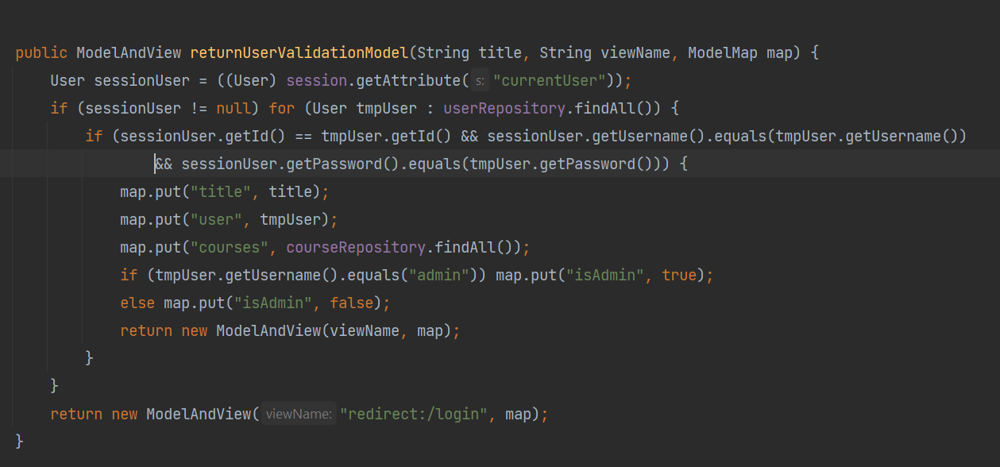 public ModelAndView returnUserValidationModel(String title, String viewName, ModelMap map) {
    User sessionUser = ((User) session.getAttribute( s: "currentUser"));
    if (sessionUser != null) for (User tmpUser : userRepository.findAll()) {
        if (sessionUser.getId() == tmpUser.getId() && sessionUser.getUsername().equals(tmpUser.getUsername())
                && sessionUser.getPassword().equals(tmpUser.getPassword())) {
            map.put("title", title);
            map.put("user", tmpUser);
            map.put("courses", courseRepository.findAll());
            if (tmpUser.getUsername().equals("admin")) map.put("isAdmin", true);
            else map.put("isAdmin", false);
            return new ModelAndView(viewName, map);
        }
    }
    return new ModelAndView( viewName: "redirect:/login", map);
}